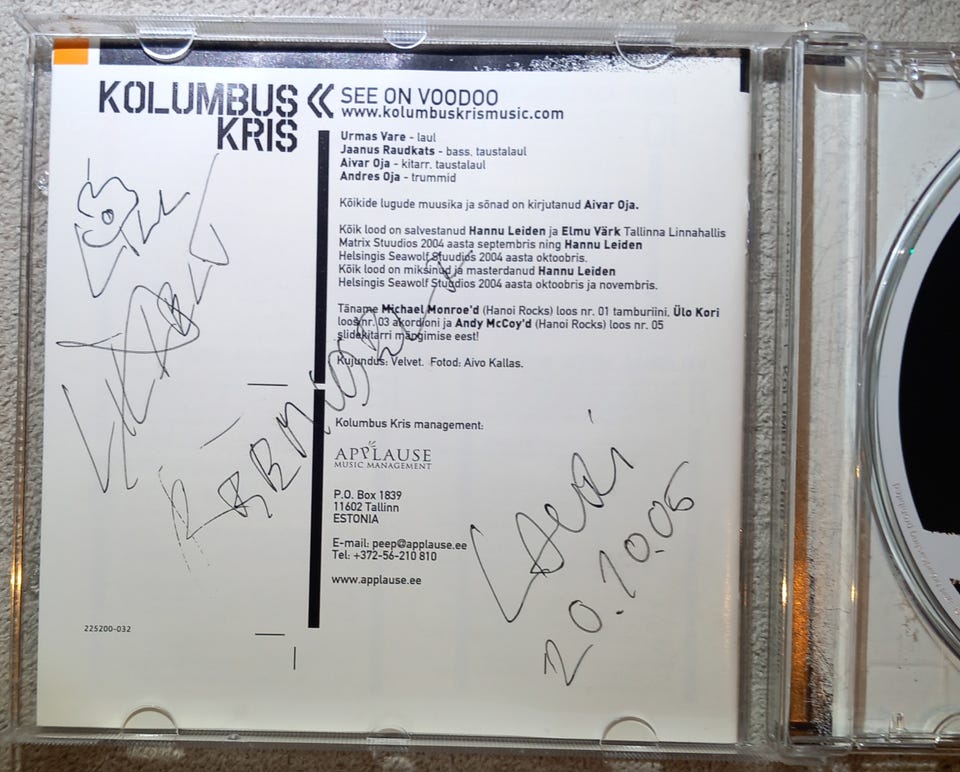 KOLUMBUS
KRIS
SEE ON VOODOO
www.kolumbuskrismusic.com
Urmas Vare - laul
Jaanus Raudkats - bass. taustalaul
Aivar Oja - kitarr. taustalaul
Andres Oja - trummid
Kõikide lugude muusika ja sõnad on kirjutanud Aivar Oja.
Kõik lood on salvestanud Hannu Leiden ja Elmu Värk Tallinna Linnahallis
Matrix Stuudios 2004 aasta septembris ning Hannu Leiden
Helsingis Seawolf Stuudios 2004 aasta oktoobris.
Kõik lood on miksinud ja masterdanud Hannu Leiden
Helsingis Seawolf Stuudios 2004 aasta oktoobris ja novembris.
Täname Michael Monroe'd (Hanoi Rocks) loos nr. 01 tamburiini, Ülo Kori
loos nr. 03 akordioni ja Andy McCoy'd (Hanoi Rocks) loos nr. 05
slidekitarri mängimise eest!
Kujundus: Velvet. Fotod: Aivo Kallas.
Kolumbus Kris management:
APPLAUSE
MUSIC MANAGEMENT
P.O. Box 1839
11602 Tallinn
ESTONIA
E-mail: peep@applause.ee
Tel: +372-56-210 810
www.applause.ee
225200-032
LAURI